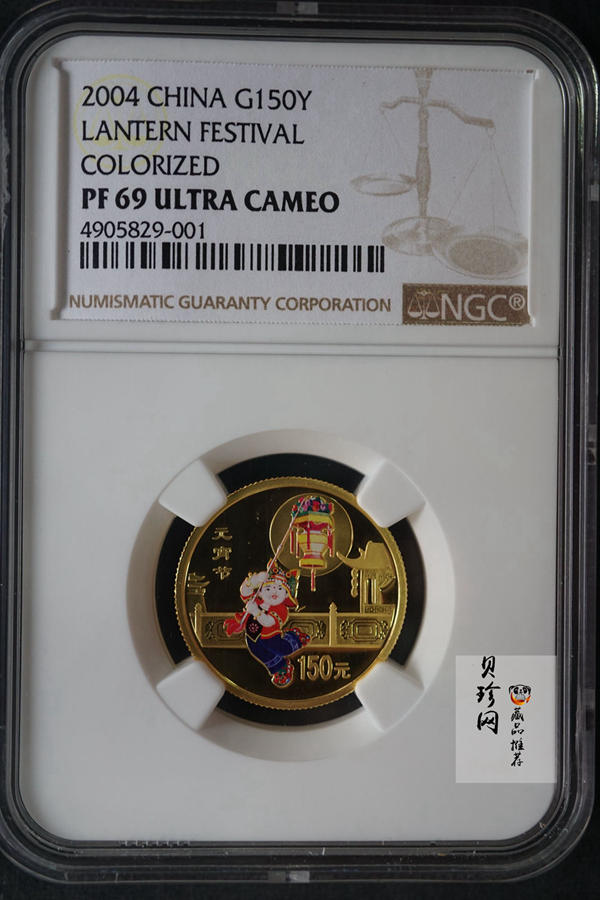 2004 CHINA G150Y
LANTERN FESTIVAL
COLORIZED
PF 69 ULTRA CAMEO
4905829-001
NUMISMATIC GUARANTY CORPORATION
NGC®
元宵节
150元
贝珍网
藏品推荐